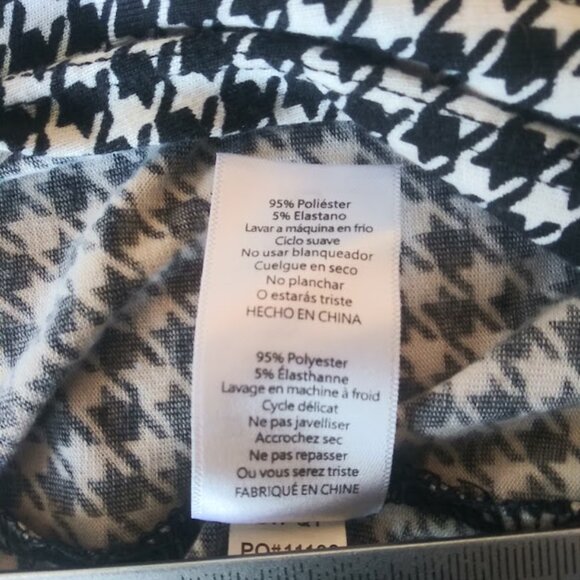 95% Poliéster
5% Elastano
Lavar a máquina en frio
Ciclo suave
No usar blanqueador
Cuelgue en seco
No planchar
O estarás triste
HECHO EN CHINA
95% Polyester
5% Élasthanne
Lavage en machine à froid
Cycle délicat
Ne pas javelliser
Accrochez sec
Ne pas repasser
Ou vous serez triste
FABRIQUÉ EN CHINE